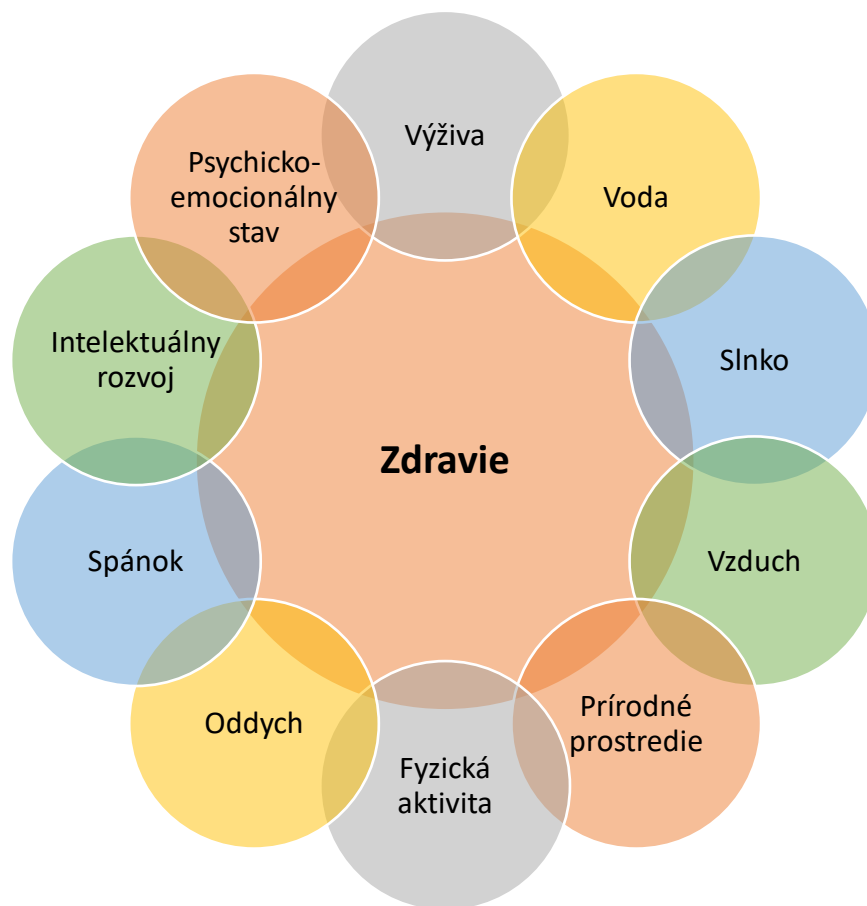 Výživa
Voda
Slnko
Vzduch
Prírodné
prostredie
Fyzická
aktivita
Oddych
Spánok
Intelektuálny
rozvoj
Psychicko-
emocionálny
stav
Zdravie